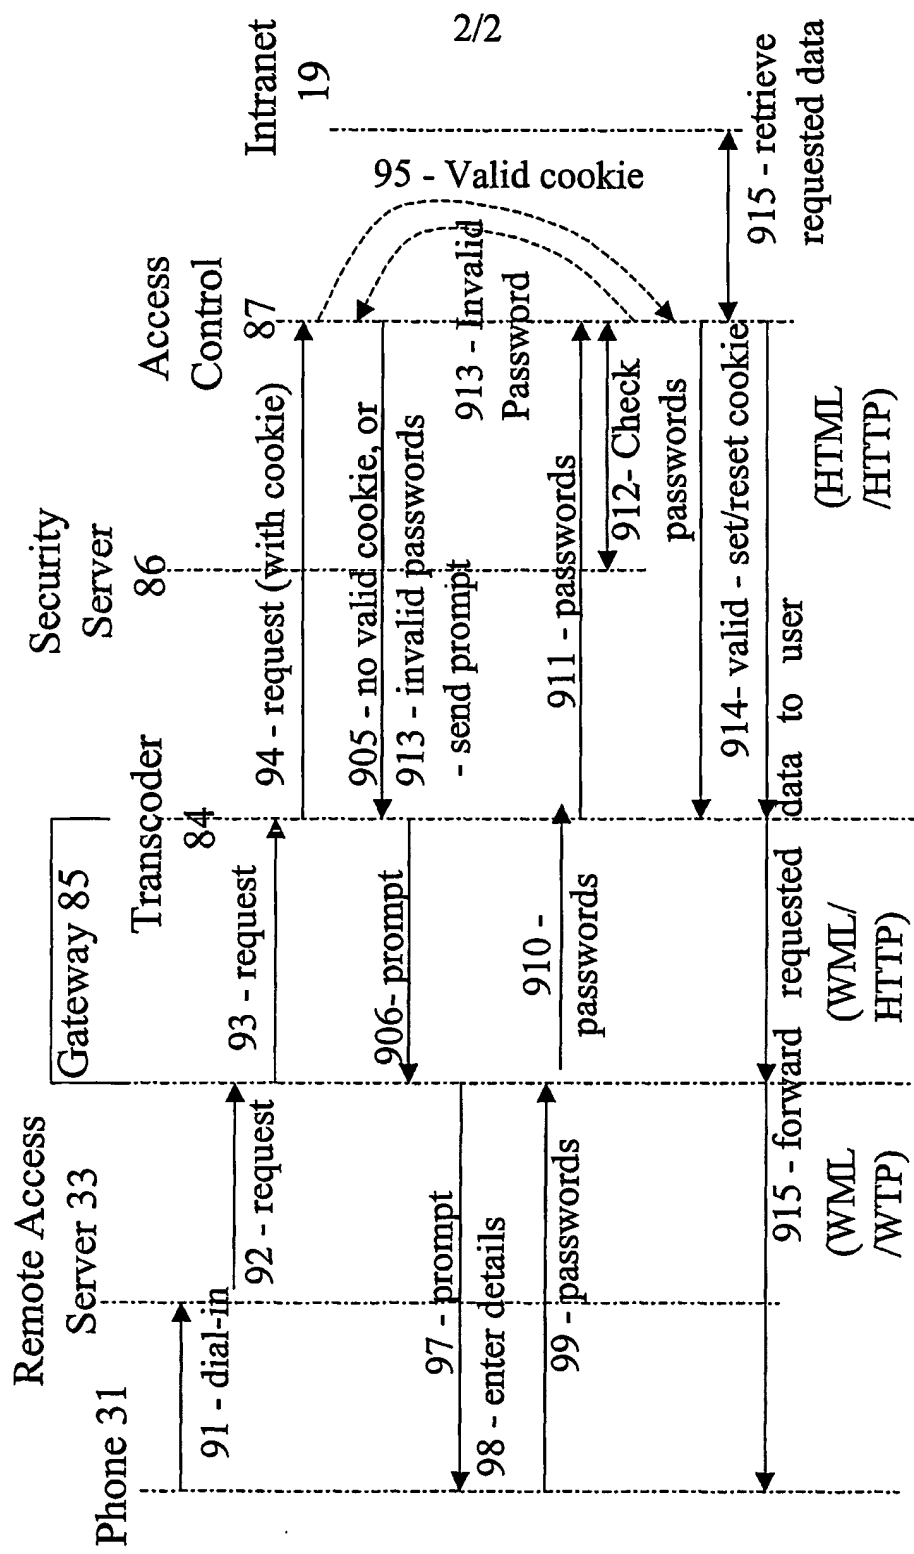 2/2
Phone 31
Remote Access
Server 33
Gateway 85
Transcoder
84
Security
Server
86
Access
Control
87
Intranet
19
91 - dial-in
92 - request
93 - request
94 - request (with cookie)
95 - Valid cookie
905 - no valid cookie, or
913 - invalid passwords
- send prompt
913 - Invalid
Password
906- prompt
97 - prompt
98 - enter details
99 - passwords
910 -
passwords
911 - passwords
912- Check
passwords
914- valid - set/reset cookie
915 - retrieve
requested data
915 - forward requested data to user
(WML
/WTP)
(WML/
HTTP)
(HTML
/HTTP)